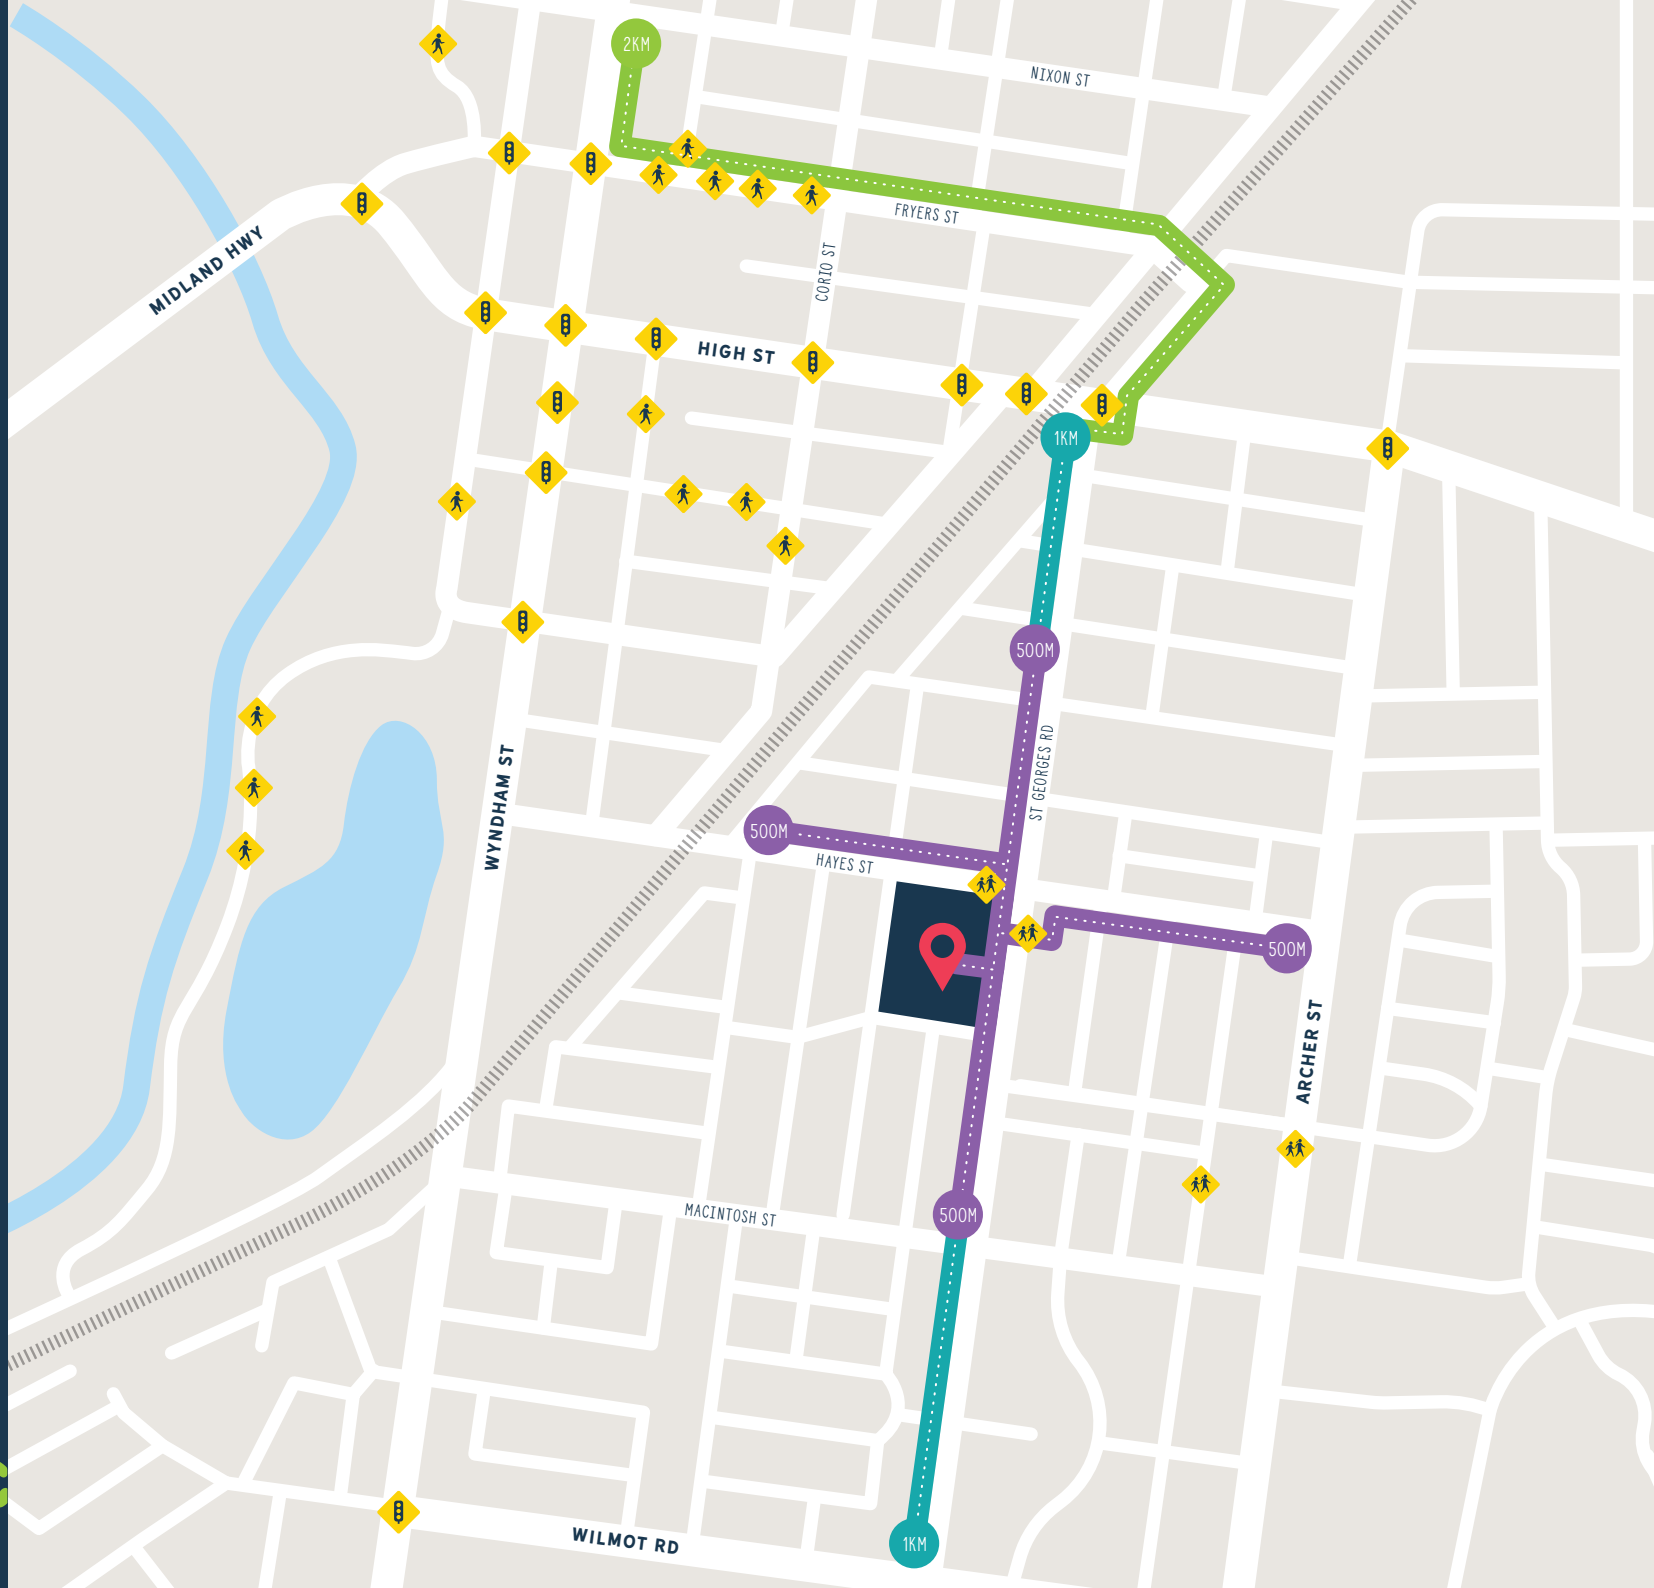 2KM
NIXON ST
FRYERS ST
MIDLAND HWY
CORIO ST
HIGH ST
1KM
500M
ST GEORGES RD
WYNDHAM ST
500M
HAYES ST
500M
ARCHER ST
MACINTOSH ST
500M
WILMOT RD
1KM